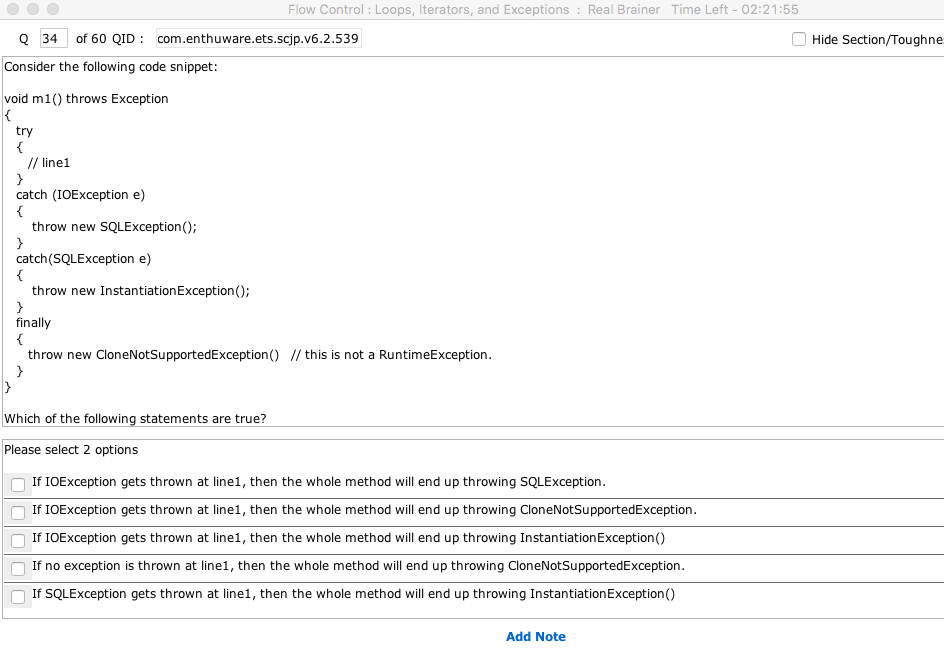 Flow Control : Loops, Iterators, and Exceptions : Real Brainer Time Left - 02:21:55
Q 34 of 60 QID : com.enthuware.ets.scjp.v6.2.539 Hide Section/Toughne
Consider the following code snippet:
void m1() throws Exception
{
try
{
// line1
}
catch (IOException e)
{
throw new SQLException();
}
catch(SQLException e)
{
throw new InstantiationException();
}
finally
{
throw new CloneNotSupportedException() // this is not a RuntimeException.
}
}
Which of the following statements are true?
Please select 2 options
If IOException gets thrown at line1, then the whole method will end up throwing SQLException.
If IOException gets thrown at line1, then the whole method will end up throwing CloneNotSupportedException.
If IOException gets thrown at line1, then the whole method will end up throwing InstantiationException()
If no exception is thrown at line1, then the whole method will end up throwing CloneNotSupportedException.
If SQLException gets thrown at line1, then the whole method will end up throwing InstantiationException()
Add Note